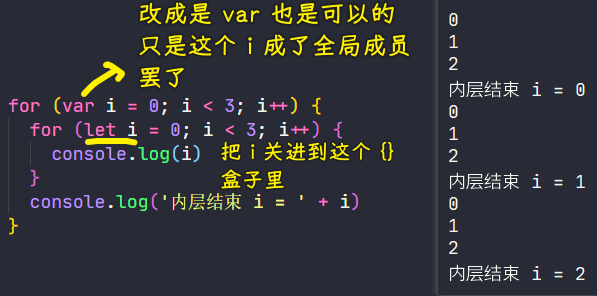 改成是 var 也是可以的
只是这个 i 成了全局成员
罢了
for (var i = 0; i < 3; i++) {
for (let i = 0; i < 3; i++) {
console.log(i)
把 i 关进到这个 {}
盒子里
}
console.log('内层结束 i = ' + i)
}
0
1
2
内层结束 i = 0
0
1
2
内层结束 i = 1
0
1
2
内层结束 i = 2